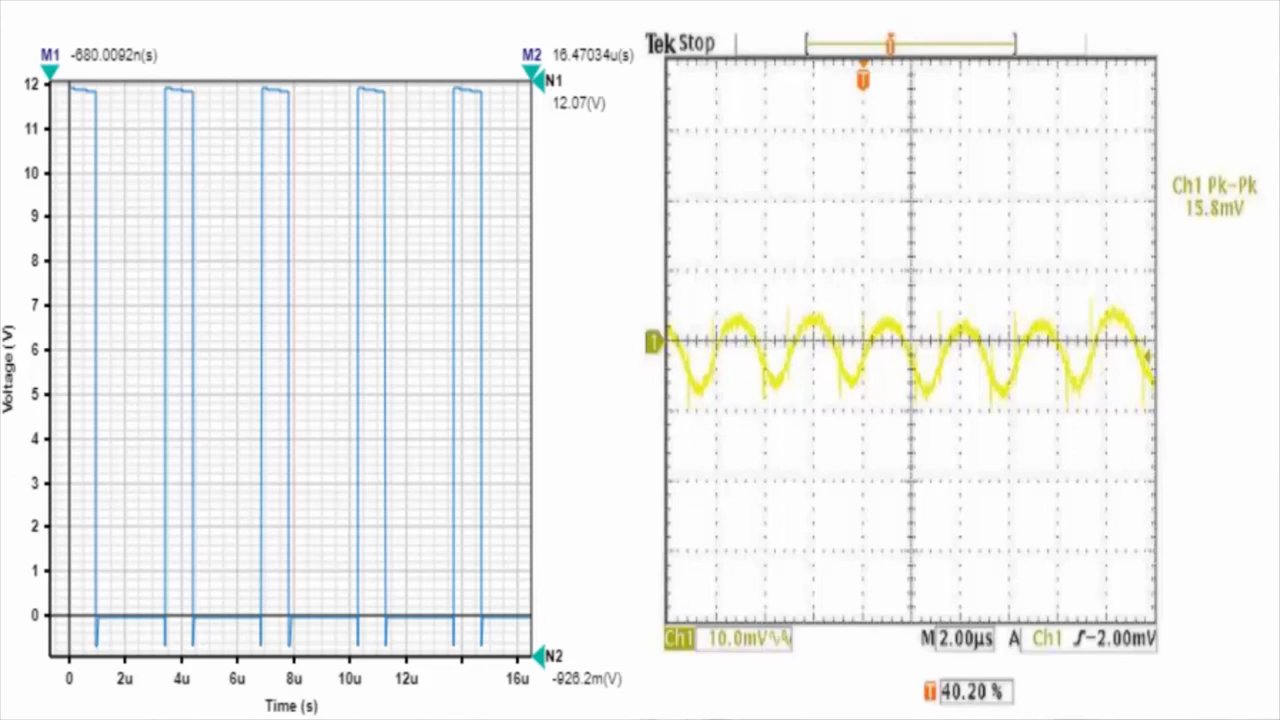 M1 -680.0092n(s)
M2 16.47034u(s)
N1
12.07(V)
12
11
10
9
8
7
6
5
4
3
2
1
0
Voltage (V)
N2
-926.2m(V)
0 2u 4u 6u 8u 10u 12u 16u
Time (s)
Tek Stop
T
T
Ch1 Pk-Pk
15.8mV
1
Ch1 10.0mV M 2.00µs A Ch1 -2.00mV
T 40.20 %